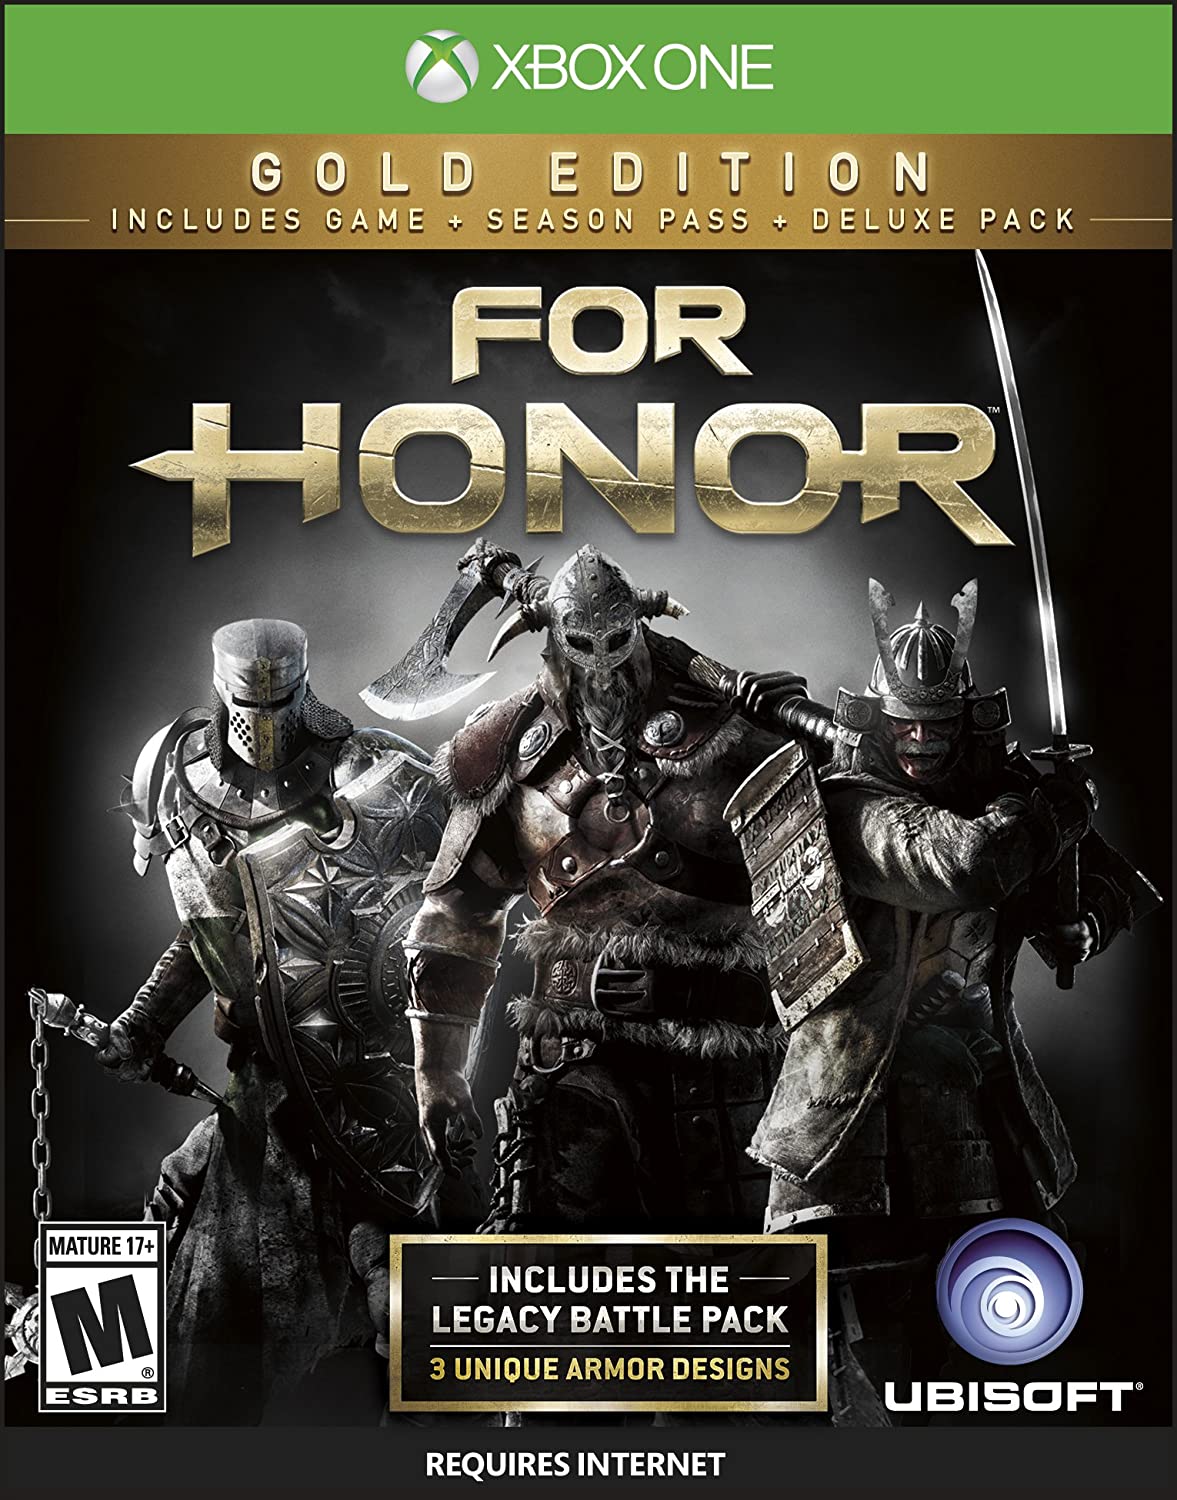 XBOX ONE
GOLD EDITION
INCLUDES GAME + SEASON PASS + DELUXE PACK
FOR
HONOR™
MATURE 17+
M®
ESRB
INCLUDES THE
LEGACY BATTLE PACK
3 UNIQUE ARMOR DESIGNS
UBISOFT®
REQUIRES INTERNET